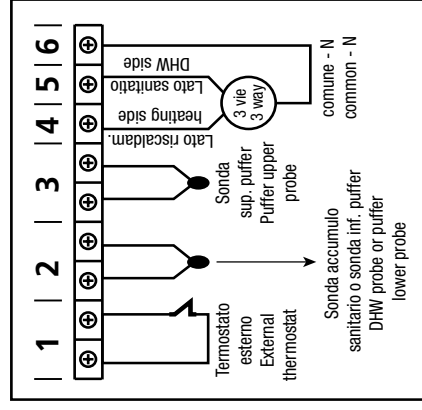 1
2
3
4
5
6
Termostato
esterno
External
thermostat
Sonda accumulo
sanitario o sonda inf. puffer
DHW probe or puffer
lower probe
Sonda
sup. puffer
Puffer upper
probe
Lato riscaldam.
heating side
Lato sanitatio
DHW side
3 vie
3 way
comune - N
common - N